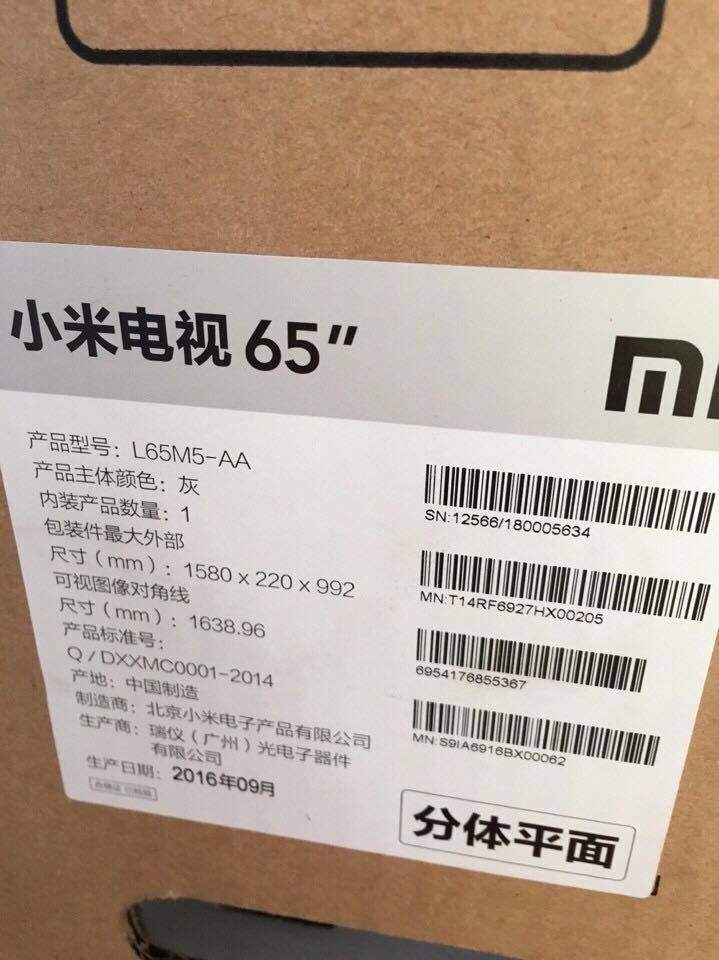 小米电视 65″
产品型号: L65M5-AA
产品主体颜色: 灰
内装产品数量: 1
包装件最大外部
尺寸 (mm): 1580 x 220 x 992
可视图像对角线
尺寸 (mm): 1638.96
产品标准号:
Q/DXXMC0001-2014
产地: 中国制造
制造商: 北京小米电子产品有限公司
生产商: 瑞仪(广州)光电子器件
有限公司
生产日期: 2016年09月
SN:12566/180005634
MN:T14RF6927HX00205
6954176855367
MN:S9IA6916BX00062
分体平面